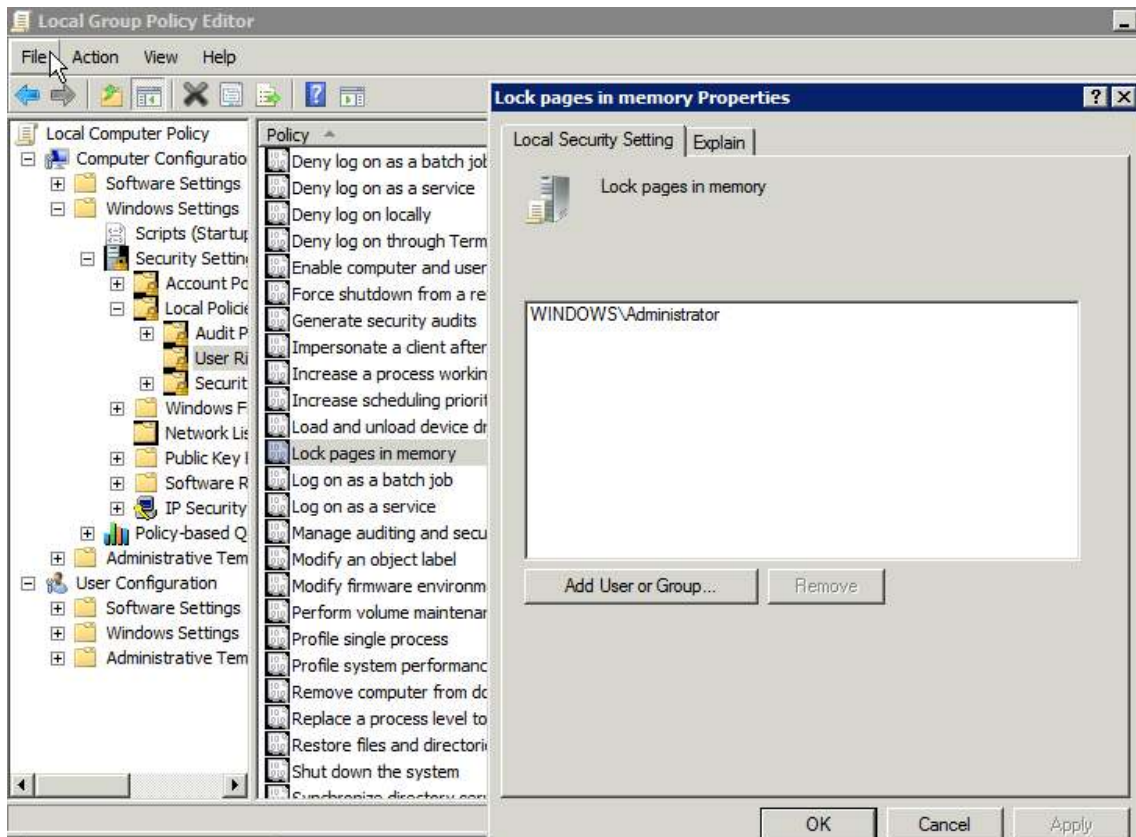 Local Group Policy Editor
File Action View Help
Local Computer Policy
Computer Configuratio
Software Settings
Windows Settings
Scripts (Startup
Security Setting
Account Po
Local Policie
Audit P
User Ri
Securit
Windows F
Network Lis
Public Key
Software R
IP Security
Policy-based Q
Administrative Tem
User Configuration
Software Settings
Windows Settings
Administrative Tem
Policy
Deny log on as a batch job
Deny log on as a service
Deny log on locally
Deny log on through Term
Enable computer and user
Force shutdown from a re
Generate security audits
Impersonate a client after
Increase a process workin
Increase scheduling priorit
Load and unload device dr
Lock pages in memory
Log on as a batch job
Log on as a service
Manage auditing and secu
Modify an object label
Modify firmware environm
Perform volume maintenan
Profile single process
Profile system performanc
Remove computer from do
Replace a process level to
Restore files and directorie
Shut down the system
Synchronize directory serv
Lock pages in memory Properties
Local Security Setting Explain
Lock pages in memory
WINDOWS\Administrator
Add User or Group... Remove
OK Cancel Apply